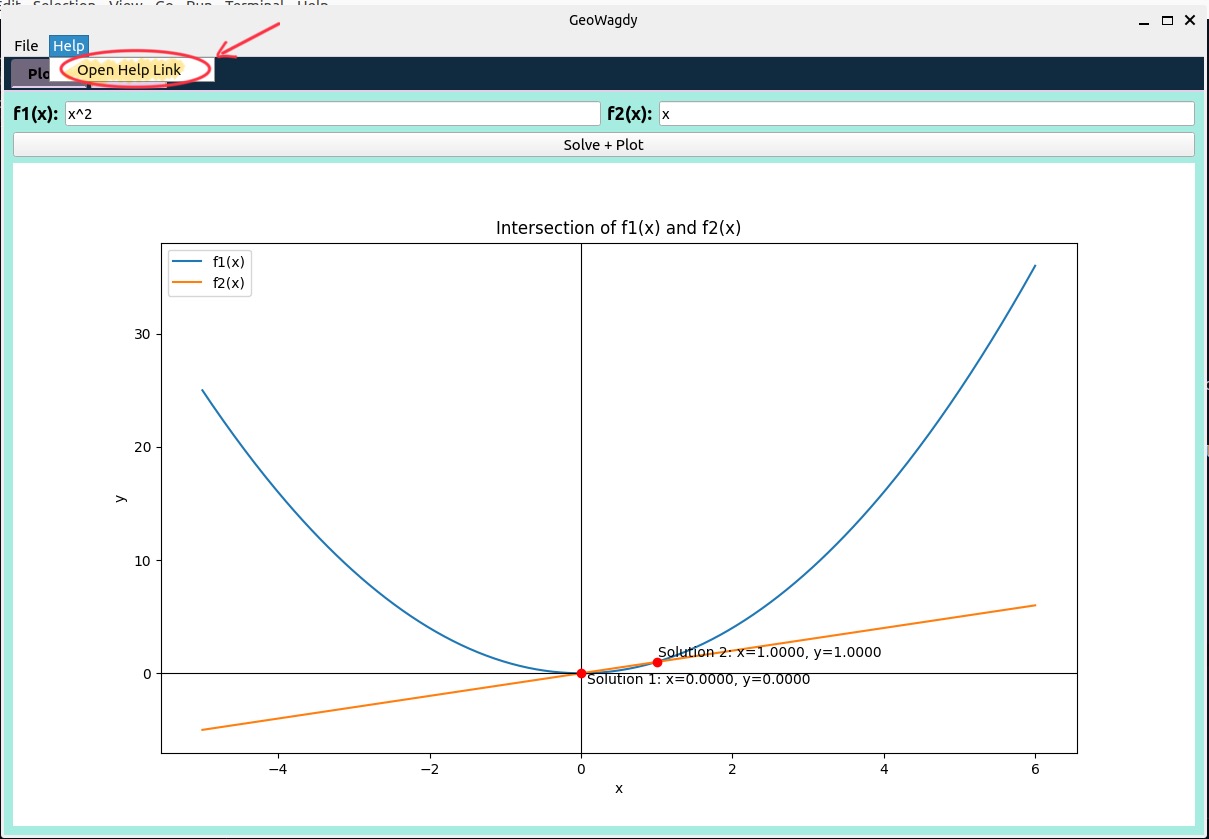 Edit Selection View Go Run Terminal Help
GeoWagdy
File Help
Open Help Link
Plo
f1(x): x^2 f2(x): x
Solve + Plot
Intersection of f1(x) and f2(x)
f1(x)
f2(x)
30
20
10
0
y
Solution 2: x=1.0000, y=1.0000
Solution 1: x=0.0000, y=0.0000
−4 −2 0 2 4 6
x